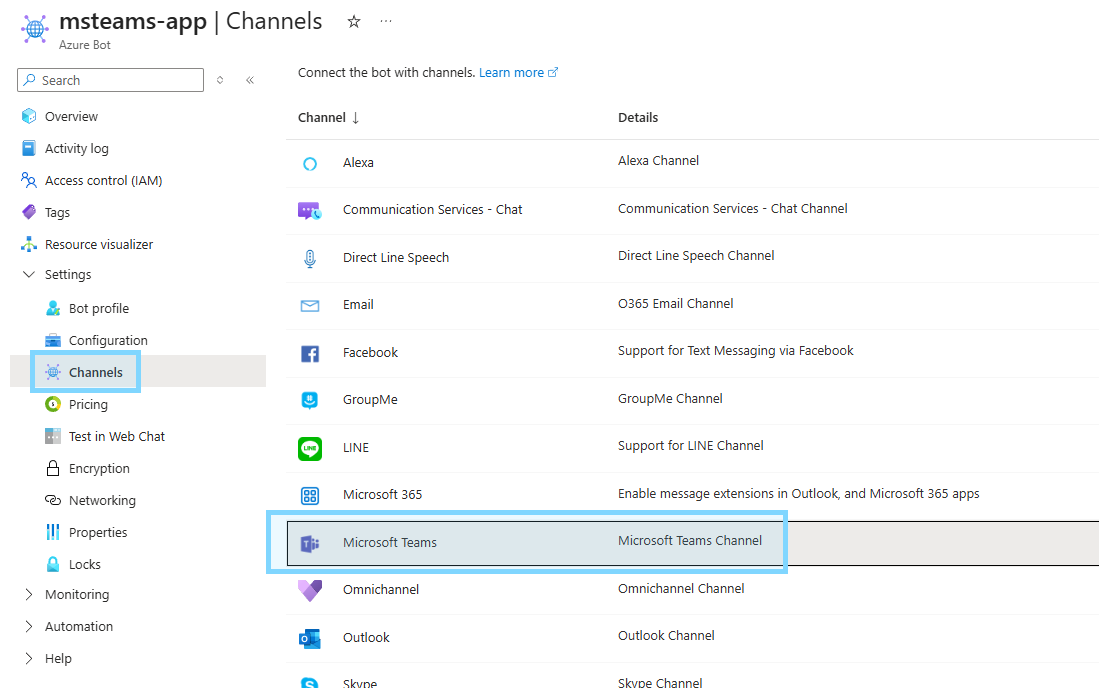 msteams-app | Channels
Azure Bot
Search
Overview
Activity log
Access control (IAM)
Tags
Resource visualizer
Settings
Bot profile
Configuration
Channels
Pricing
Test in Web Chat
Encryption
Networking
Properties
Locks
Monitoring
Automation
Help
Connect the bot with channels. Learn more
Channel ↓ Details
Alexa Alexa Channel
Communication Services - Chat Communication Services - Chat Channel
Direct Line Speech Direct Line Speech Channel
Email O365 Email Channel
Facebook Support for Text Messaging via Facebook
GroupMe GroupMe Channel
LINE LINE Support for LINE Channel
Microsoft 365 Enable message extensions in Outlook, and Microsoft 365 apps
Microsoft Teams Microsoft Teams Channel
Omnichannel Omnichannel Channel
Outlook Outlook Channel
Skype Skype Channel